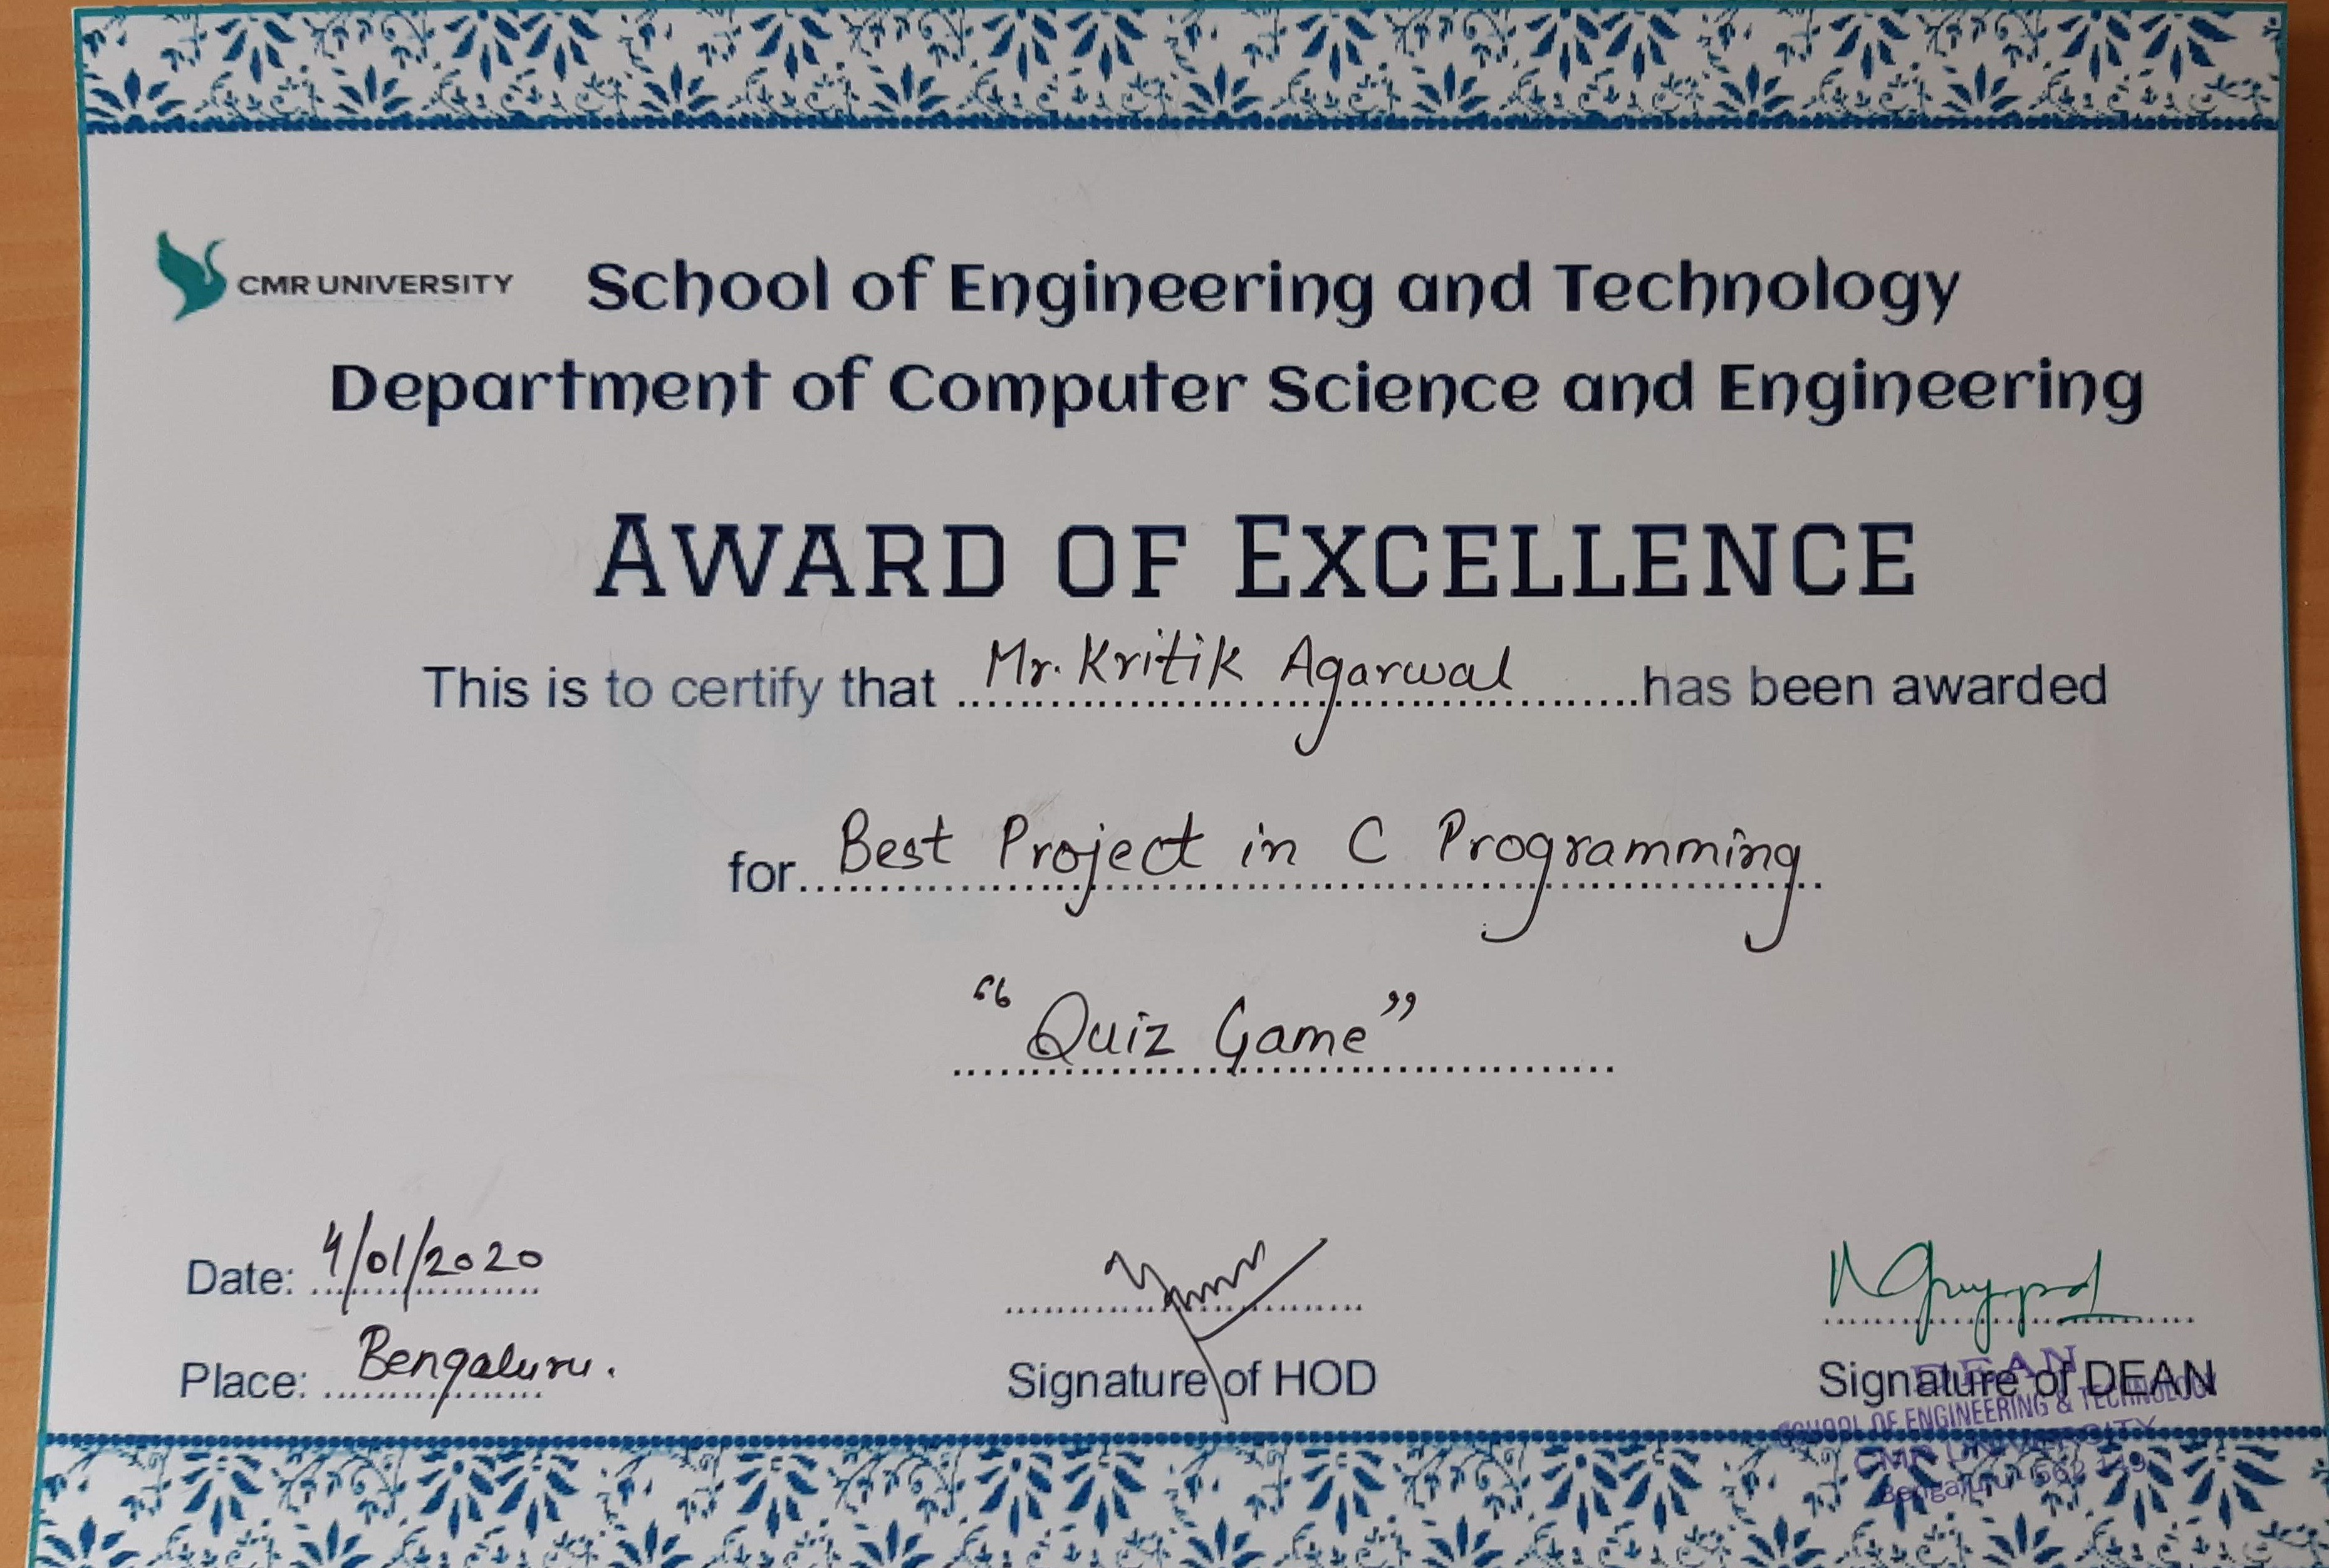 CMR UNIVERSITY School of Engineering and Technology
Department of Computer Science and Engineering
AWARD OF EXCELLENCE
This is to certify that Mr. Kritik Agarwal has been awarded
for Best Project in C Programming
“Quiz Game”
Date: 4/01/2020
Place: Bengaluru.
Signature of HOD
Signature of DEAN
DEAN
SCHOOL OF ENGINEERING & TECHNOLOGY
CMR UNIVERSITY
Bengaluru-562 149